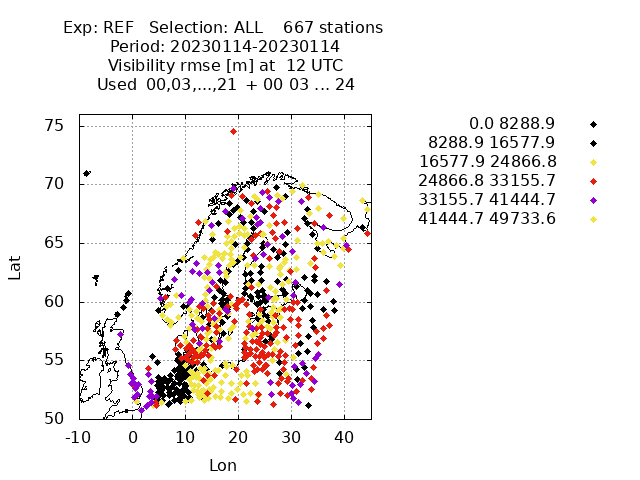 Exp: REF   Selection: ALL    667 stations
Period: 20230114-20230114
Visibility rmse [m] at  12 UTC
Used  00,03,...,21  + 00 03 ... 24
0.0 8288.9
8288.9 16577.9
16577.9 24866.8
24866.8 33155.7
33155.7 41444.7
41444.7 49733.6
75
70
65
60
55
50
Lat
-10 0 10 20 30 40
Lon